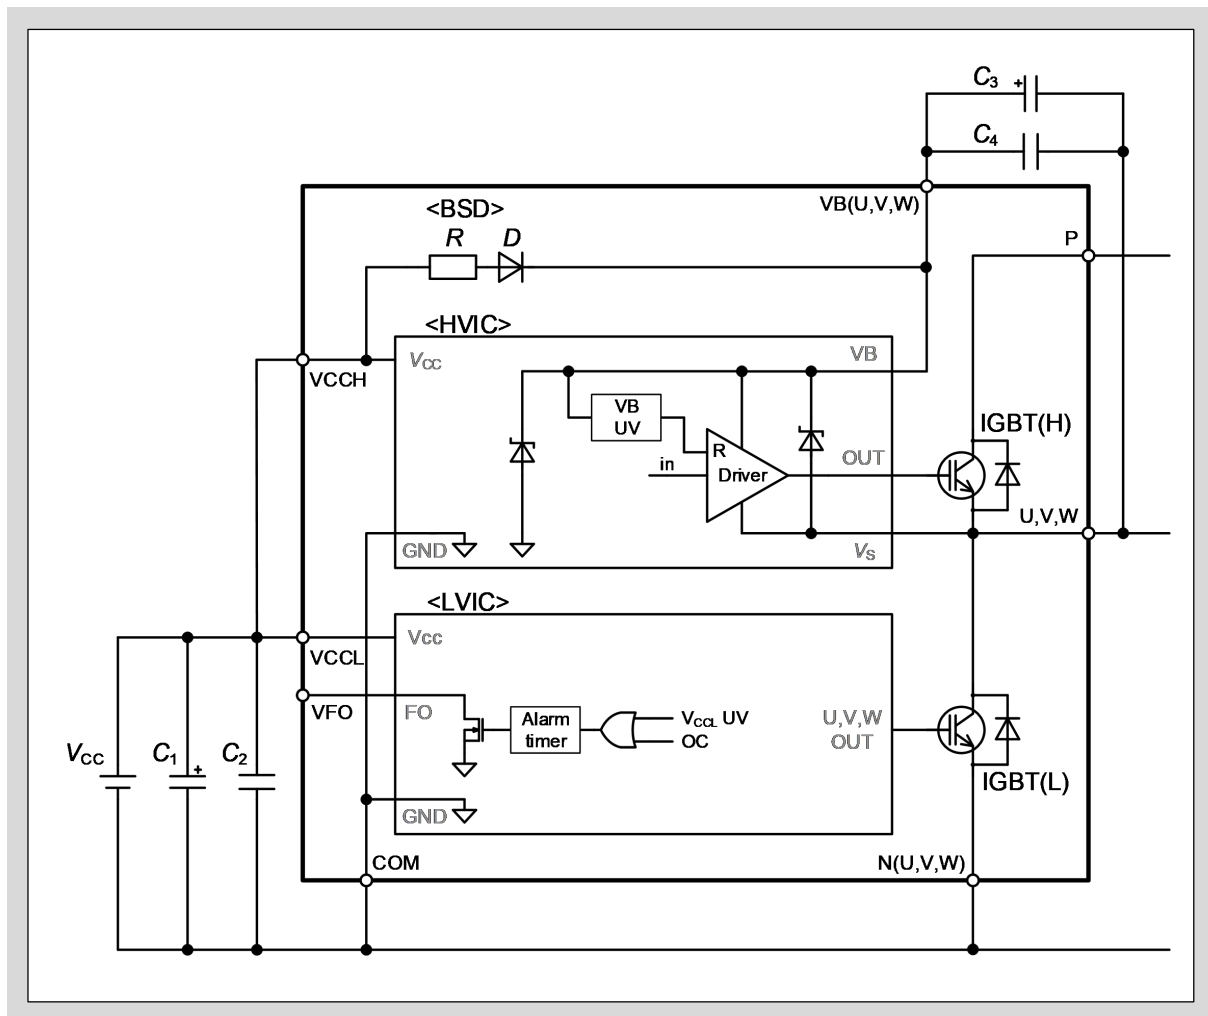 C3 +
C4
VB(U,V,W)
<BSD>
R D
P
<HVIC>
VCC
VB
VCCH
VB
UV
IGBT(H)
R
in
Driver
OUT
U,V,W
GND
VS
<LVIC>
Vcc
VCCL
VFO
FO
Alarm
timer
VCCL UV
OC
U,V,W
OUT
VCC
C1 +
C2
IGBT(L)
GND
COM
N(U,V,W)